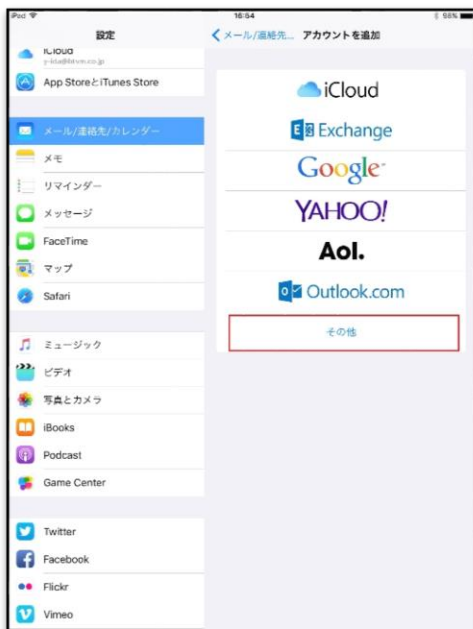 iPad
16:54
98%
設定
メール/連絡先...
アカウントを追加
iCloud
App StoreとiTunes Store
メール/連絡先/カレンダー
メモ
リマインダー
メッセージ
FaceTime
マップ
Safari
ミュージック
ビデオ
写真とカメラ
iBooks
Podcast
Game Center
Twitter
Facebook
Flickr
Vimeo
iCloud
Exchange
Google
YAHOO!
Aol.
Outlook.com
その他